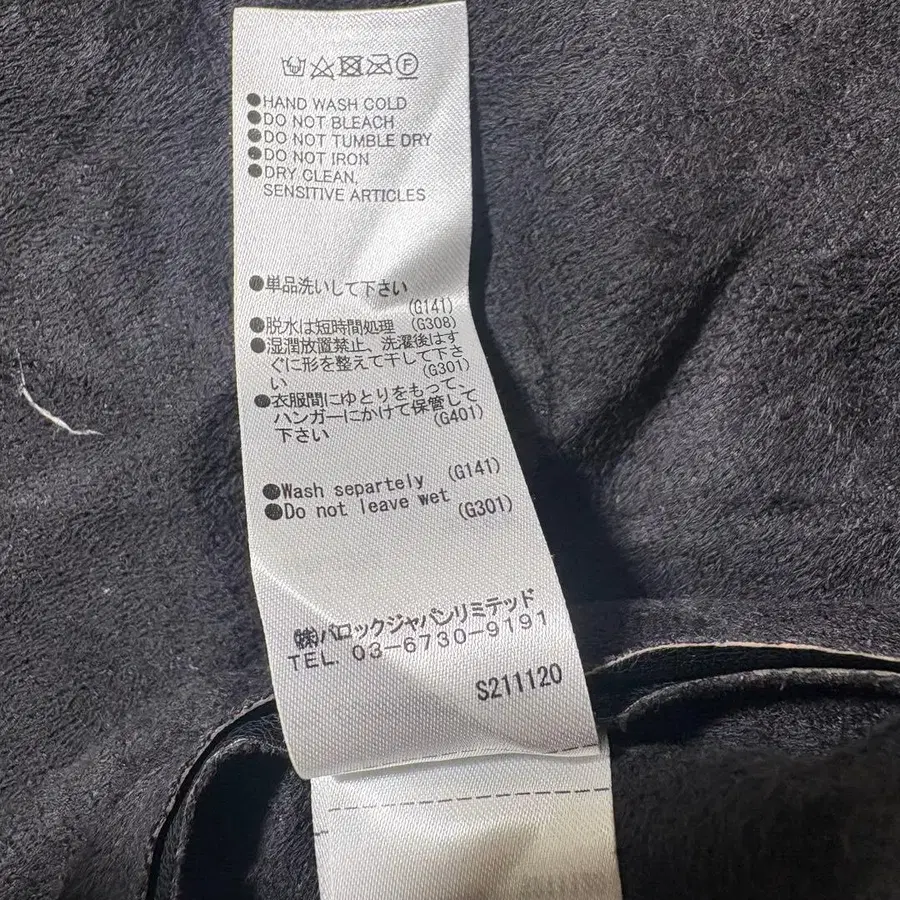 F
●HAND WASH COLD
●DO NOT BLEACH
●DO NOT TUMBLE DRY
●DO NOT IRON
●DRY CLEAN,
SENSITIVE ARTICLES
●単品洗いして下さい
(G141)
●脱水は短時間処理 (G308)
●湿潤放置禁止、洗濯後はす
ぐに形を整えて干して下さ
い (G301)
●衣服間にゆとりをもって、
ハンガーにかけて保管して
下さい (G401)
●Wash separtely (G141)
●Do not leave wet
(G301)
㈱バロックジャパンリミテッド
TEL. 03-6730-9191
S211120